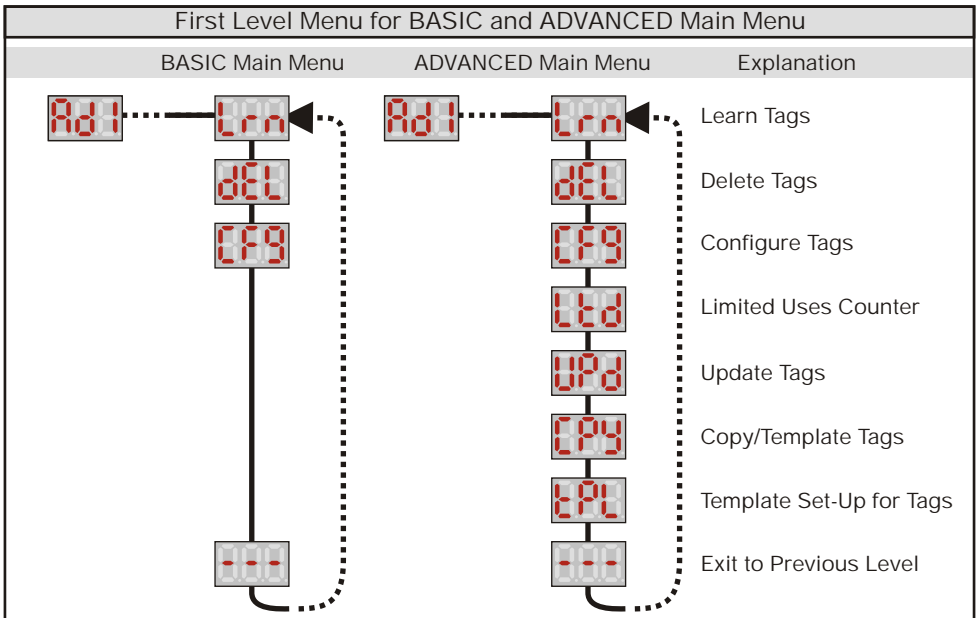 First Level Menu for BASIC and ADVANCED Main Menu
BASIC Main Menu ADVANCED Main Menu Explanation
Ad1 Lrn Ad1 Lrn Learn Tags
dEL dEL Delete Tags
CFg CFg Configure Tags
Ltd Limited Uses Counter
UPd Update Tags
CPY Copy/Template Tags
tPL Template Set-Up for Tags
--- --- Exit to Previous Level